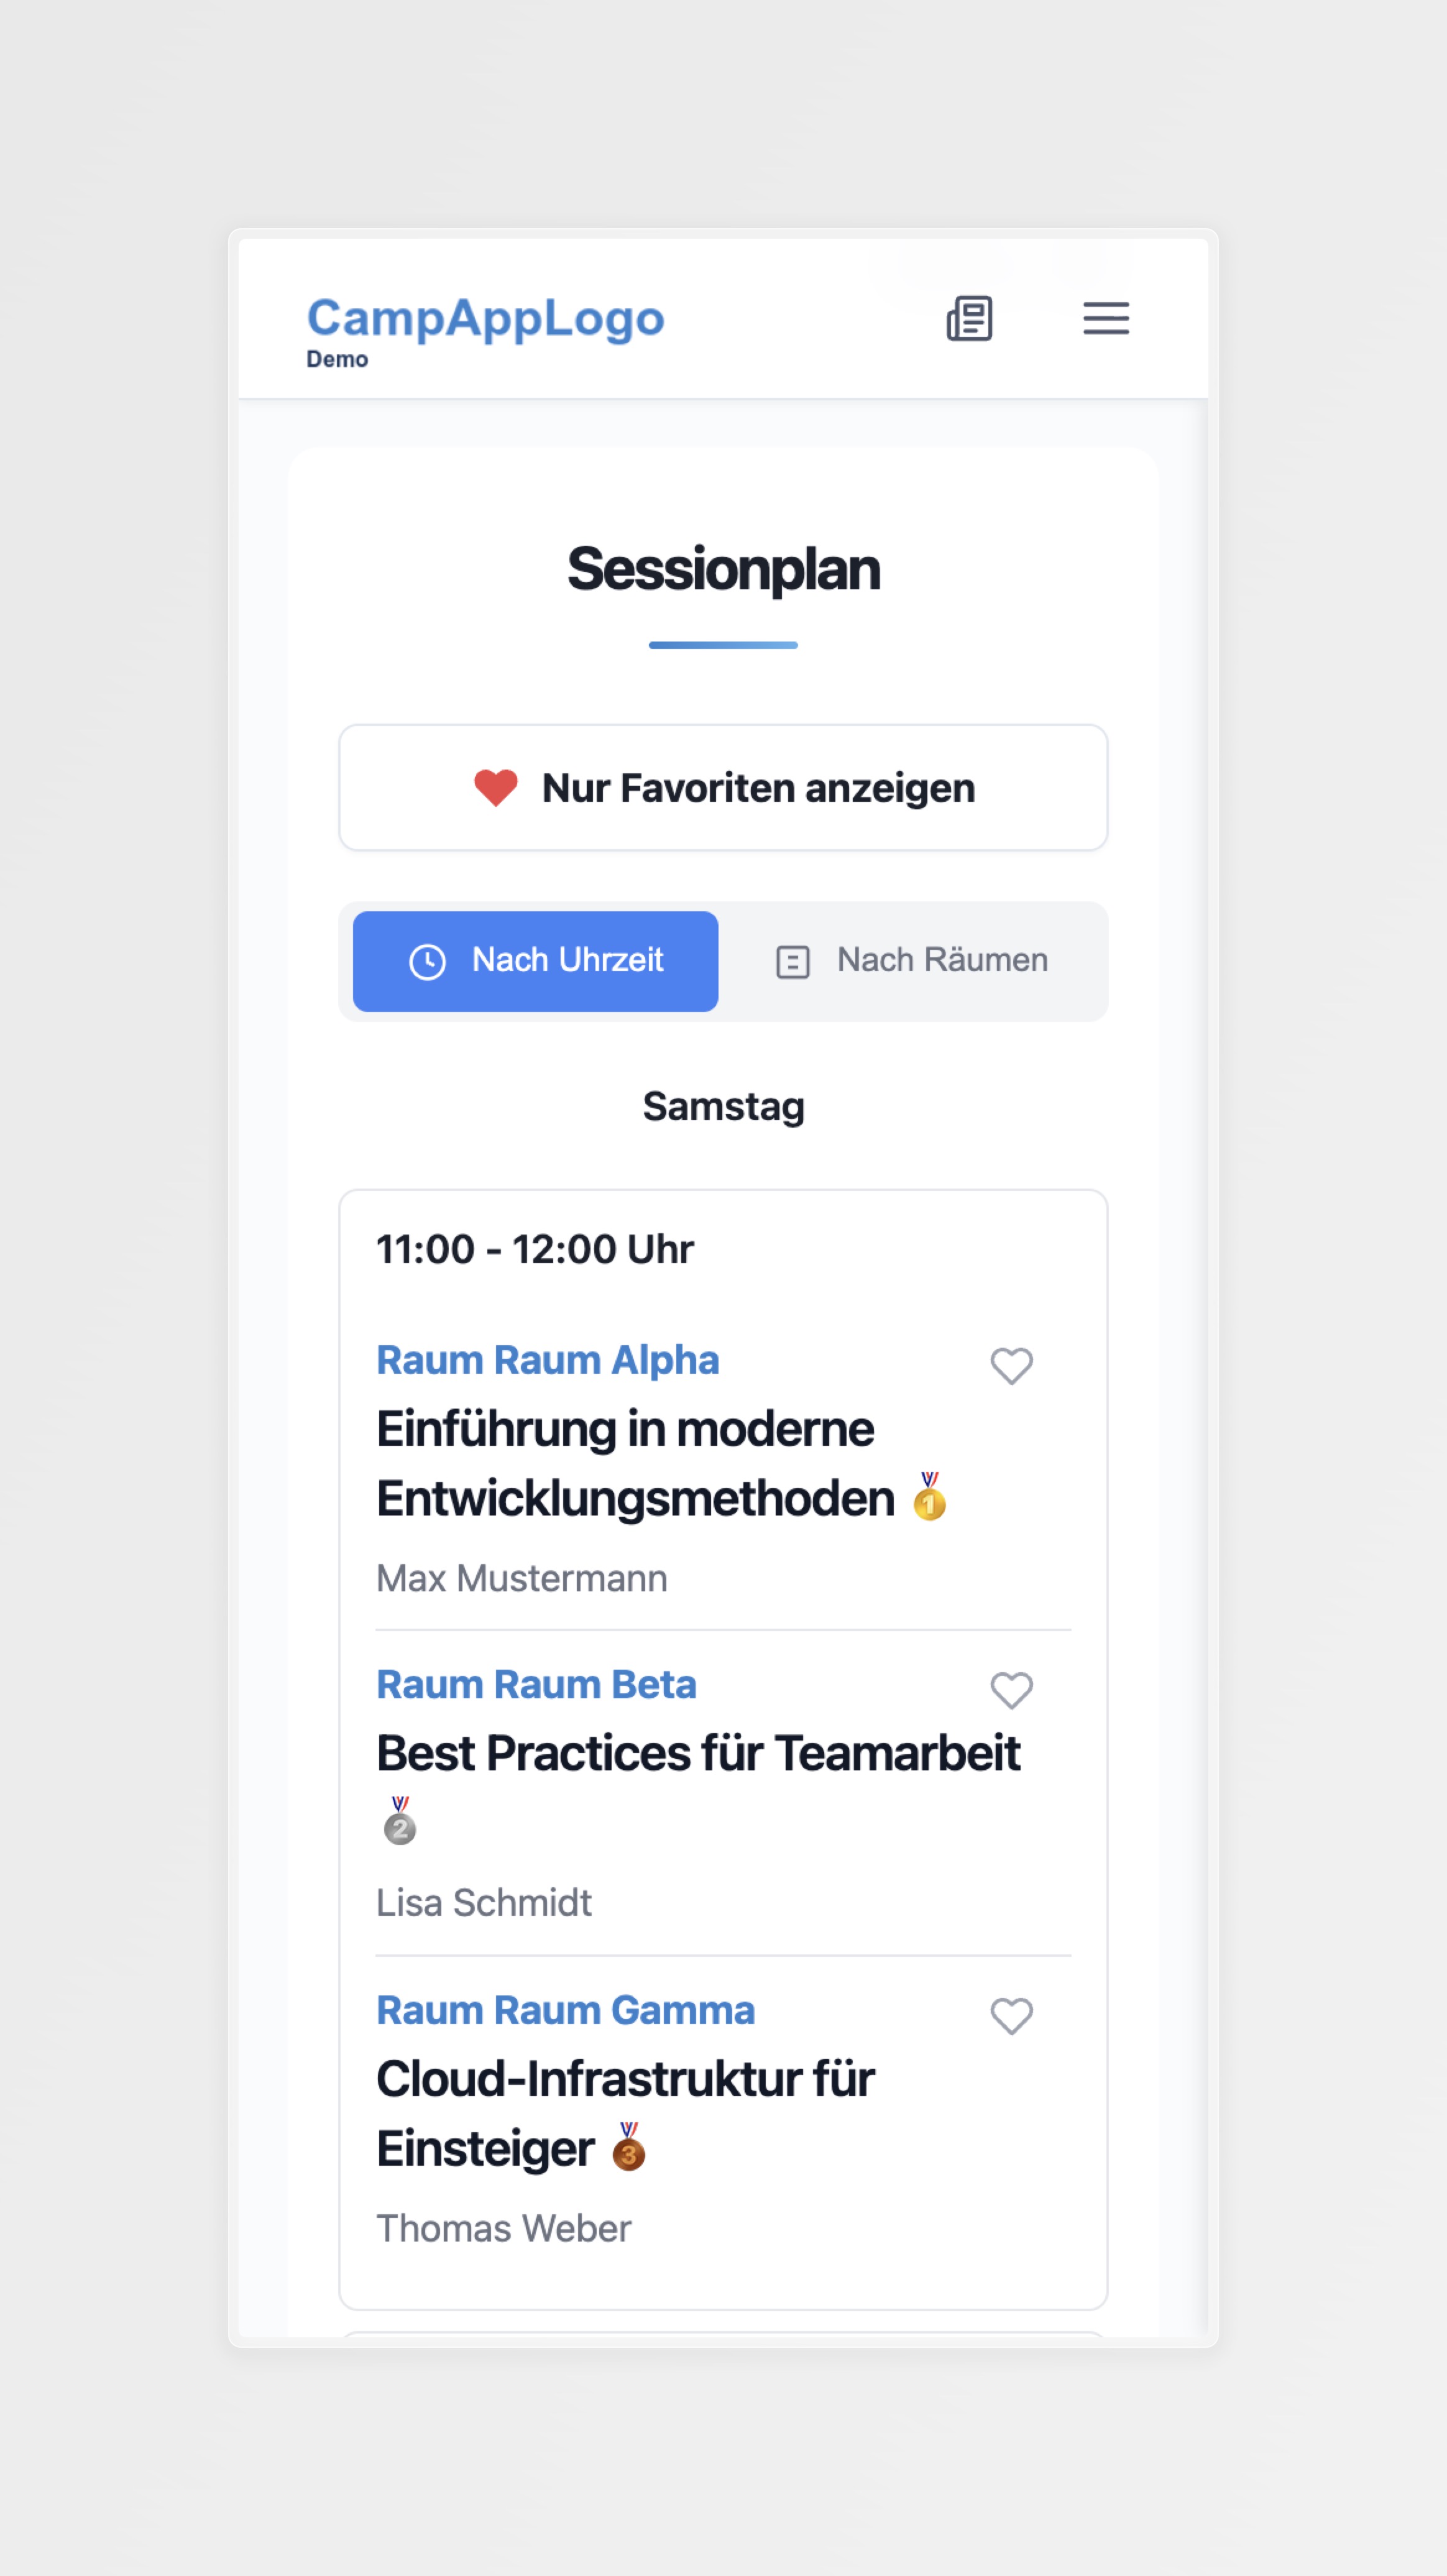 CampAppLogo
Demo
Sessionplan
Nur Favoriten anzeigen
Nach Uhrzeit
Nach Räumen
Samstag
11:00 - 12:00 Uhr
Raum Raum Alpha
Einführung in moderne
Entwicklungsmethoden 🥇
Max Mustermann
Raum Raum Beta
Best Practices für Teamarbeit
🥈
Lisa Schmidt
Raum Raum Gamma
Cloud-Infrastruktur für
Einsteiger 🥉
Thomas Weber